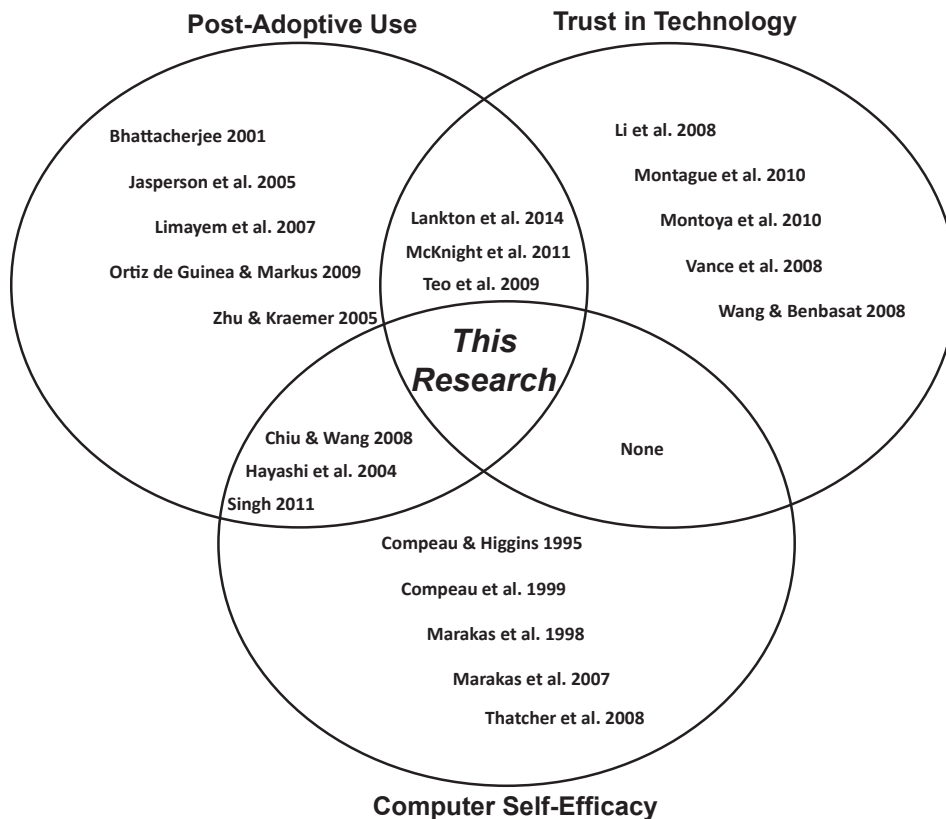 Post-Adoptive Use
Trust in Technology
Bhattacherjee 2001
Jasperson et al. 2005
Limayem et al. 2007
Ortiz de Guinea & Markus 2009
Zhu & Kraemer 2005
Lankton et al. 2014
McKnight et al. 2011
Teo et al. 2009
Li et al. 2008
Montague et al. 2010
Montoya et al. 2010
Vance et al. 2008
Wang & Benbasat 2008
This
Research
Chiu & Wang 2008
Hayashi et al. 2004
Singh 2011
None
Compeau & Higgins 1995
Compeau et al. 1999
Marakas et al. 1998
Marakas et al. 2007
Thatcher et al. 2008
Computer Self-Efficacy